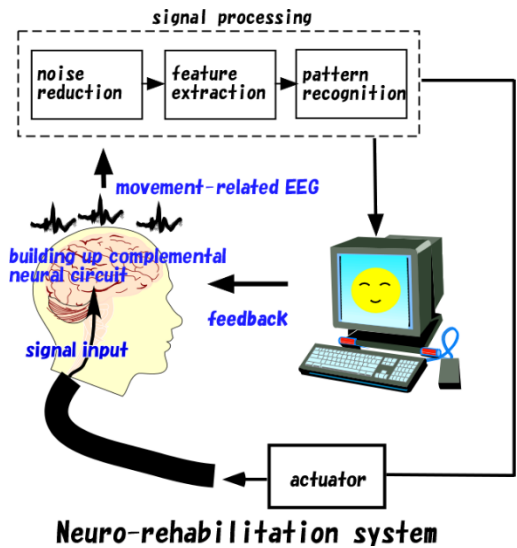 signal processing
noise
reduction
feature
extraction
pattern
recognition
movement-related EEG
building up complemental
neural circuit
feedback
signal input
actuator
Neuro-rehabilitation system